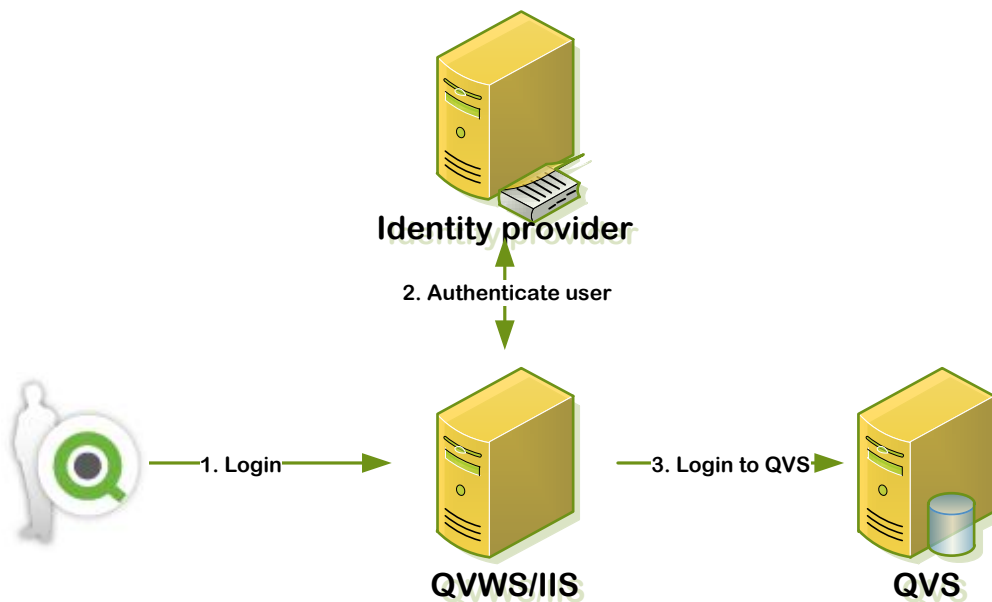 Identity provider
2. Authenticate user
1. Login
3. Login to QVS
QVWS/IIS
QVS